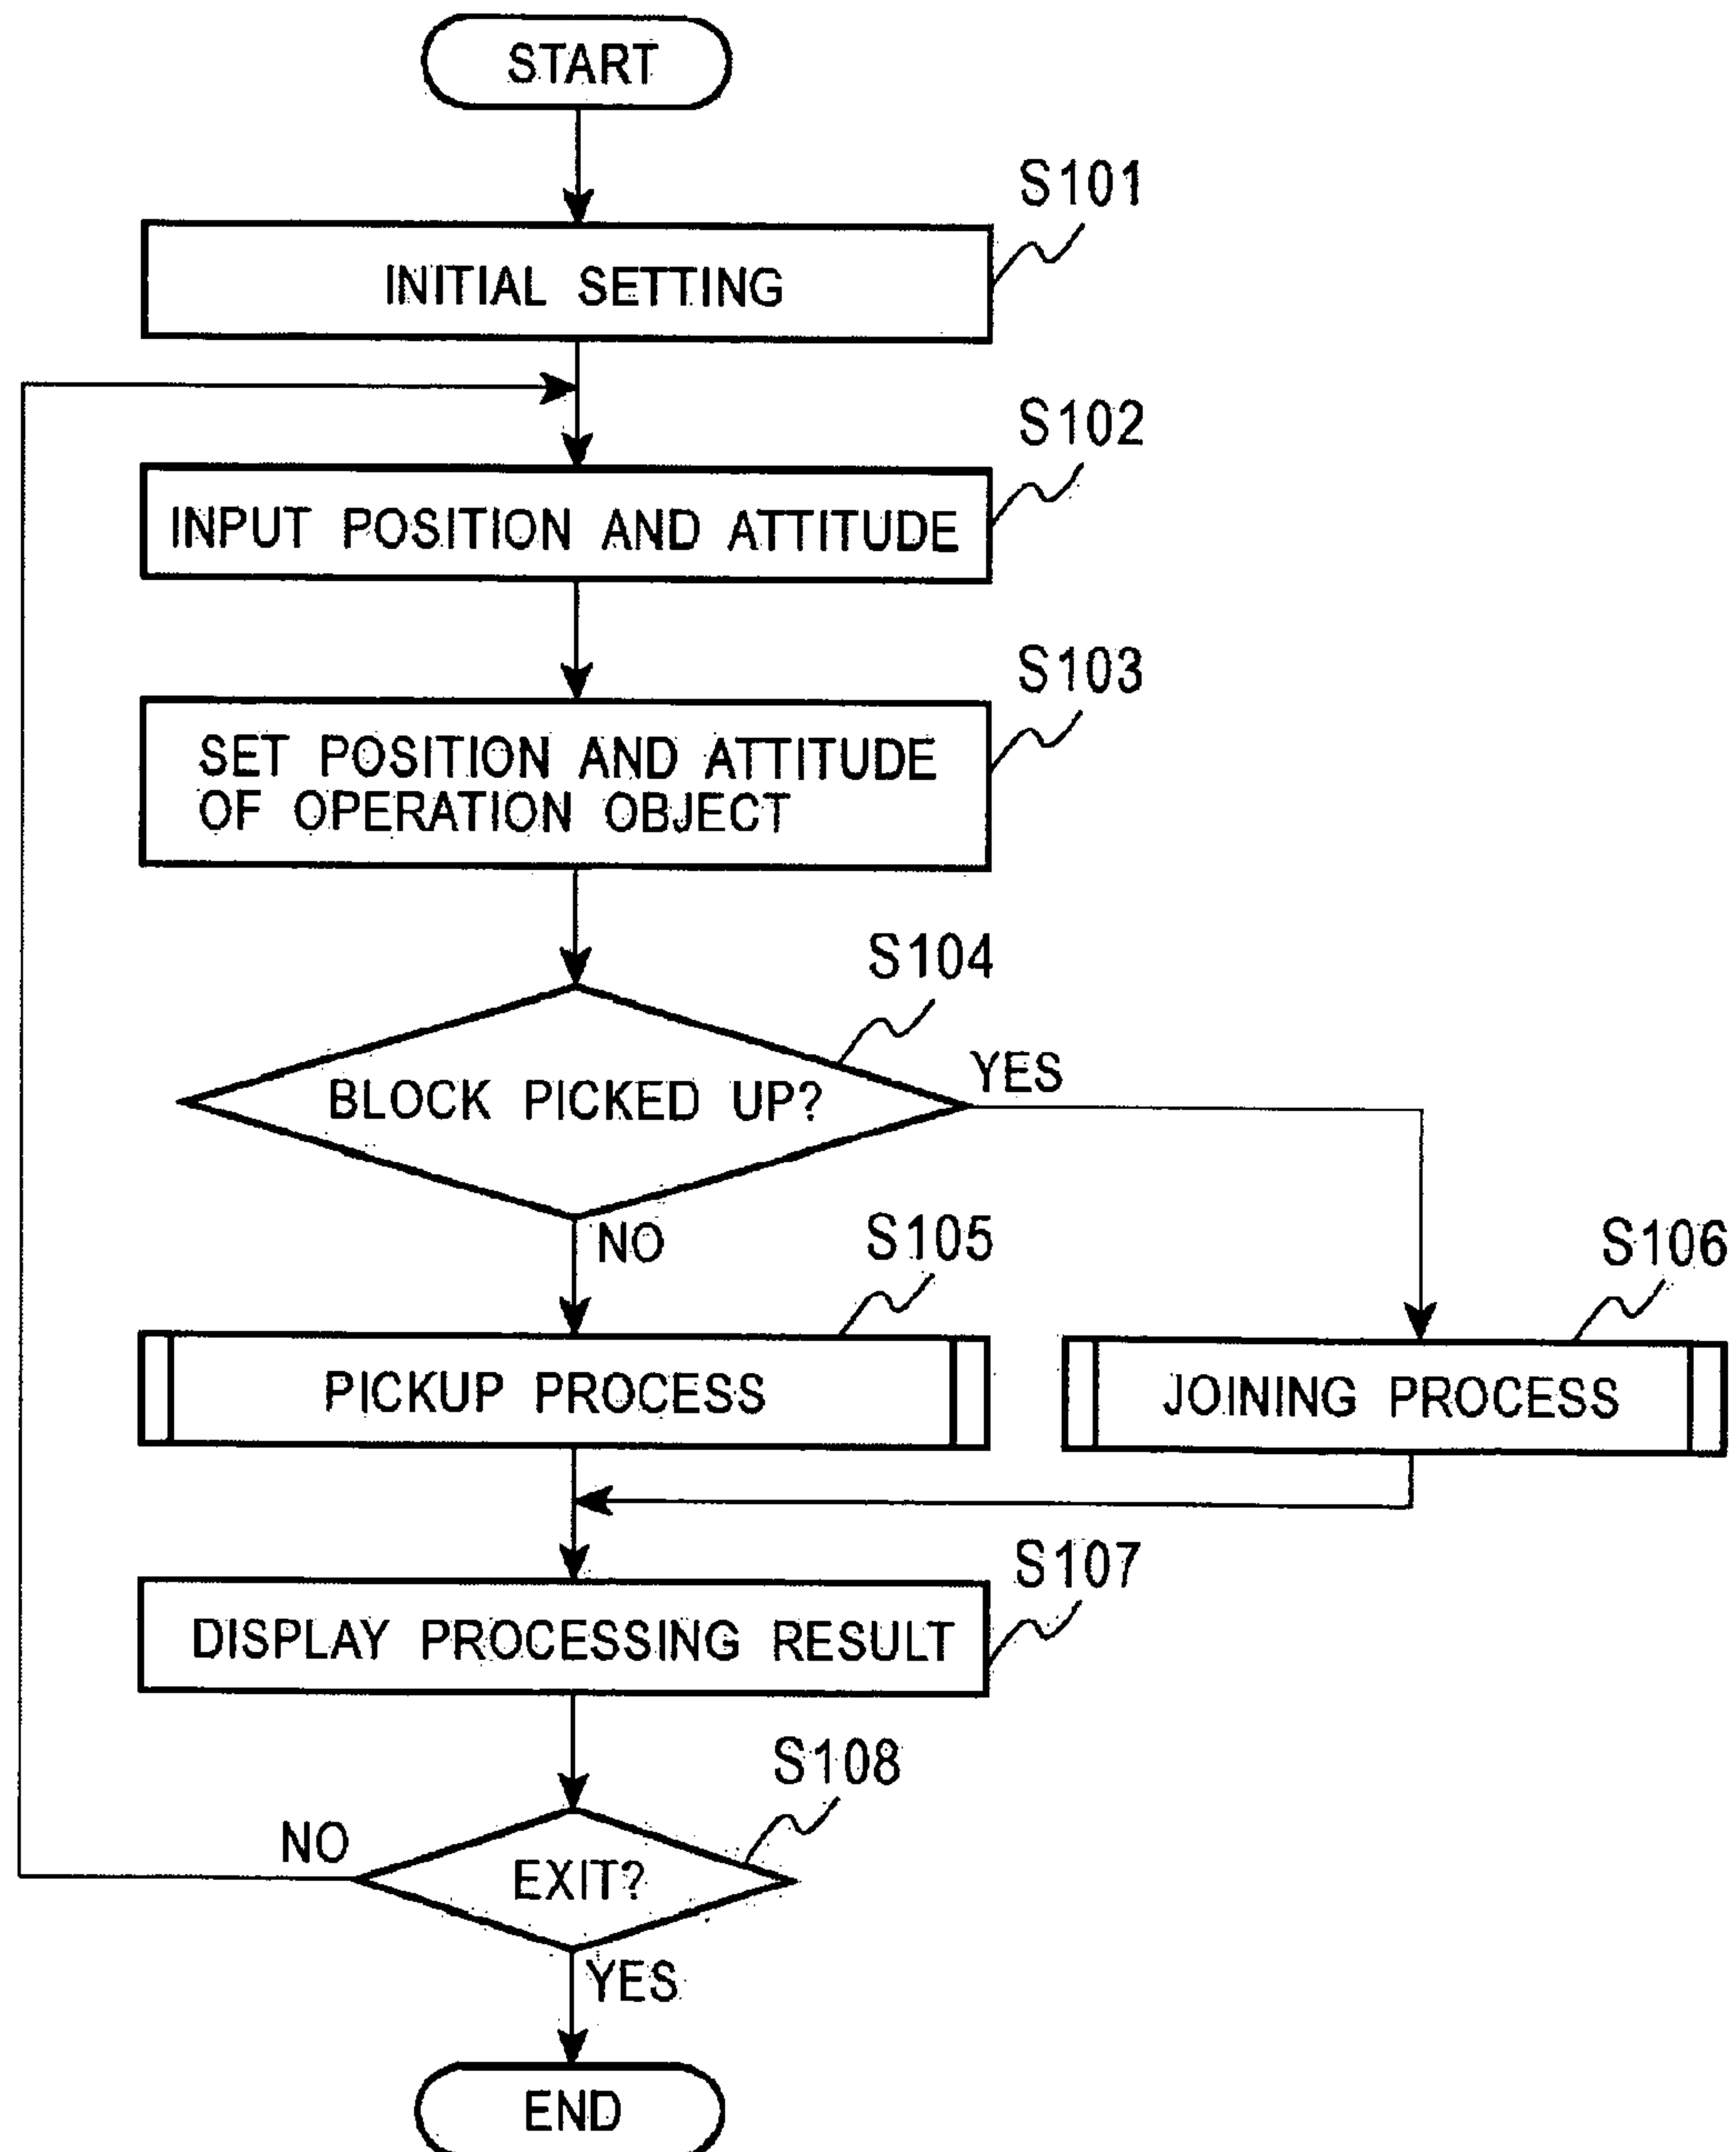 START
S101
INITIAL SETTING
S102
INPUT POSITION AND ATTITUDE
S103
SET POSITION AND ATTITUDE
OF OPERATION OBJECT
S104
BLOCK PICKED UP?
YES
NO
S105
S106
PICKUP PROCESS
JOINING PROCESS
S107
DISPLAY PROCESSING RESULT
S108
NO
EXIT?
YES
END